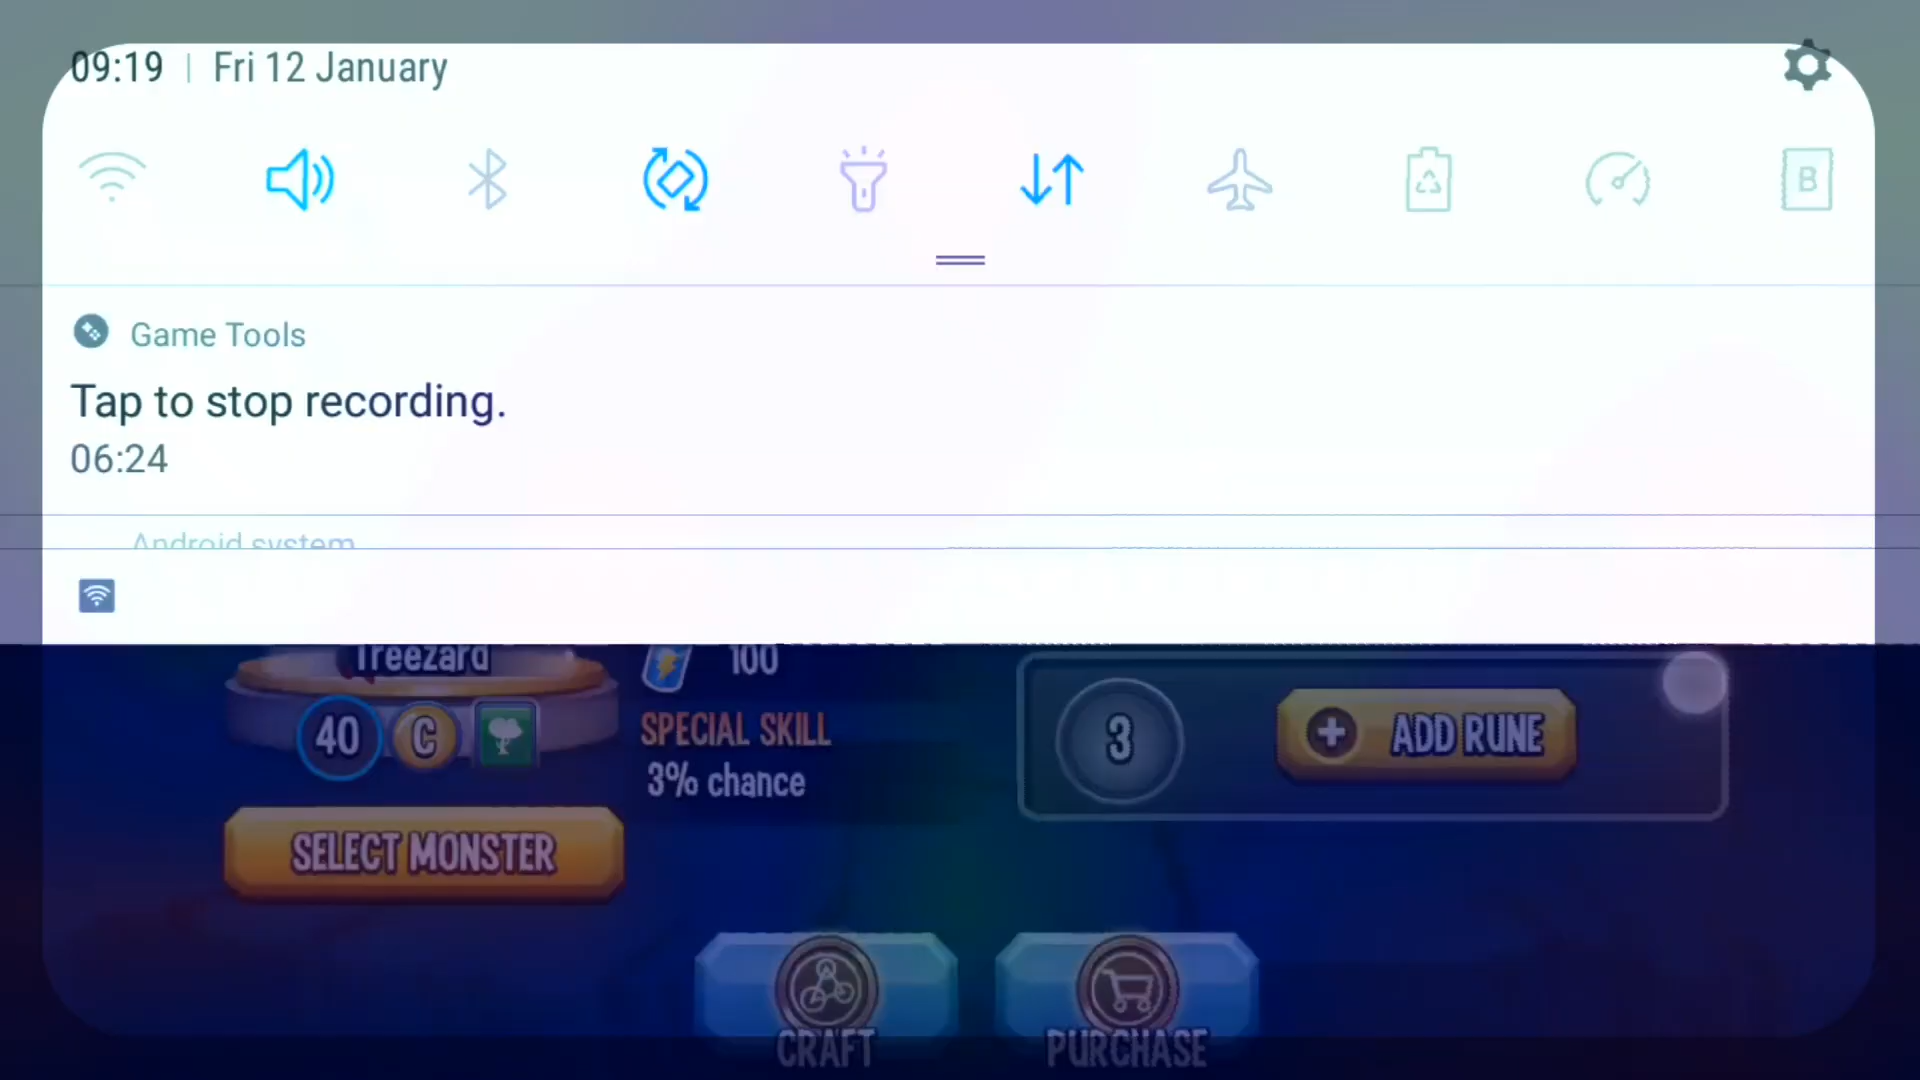 09:19 | Fri 12 January
B
Game Tools
Tap to stop recording.
06:24
Android system
Treezard
100
40 C
SPECIAL SKILL
3% chance
3
ADD RUNE
SELECT MONSTER
CRAFT
PURCHASE